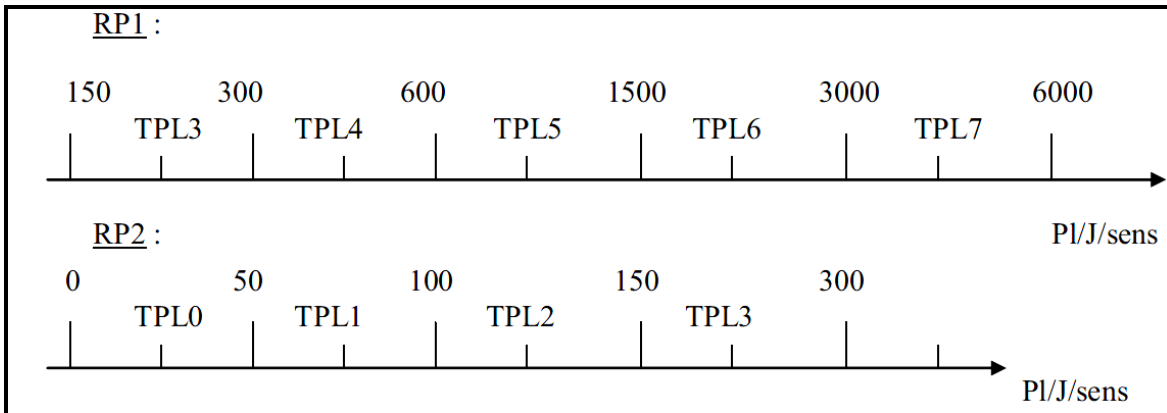 RP1 :
150 300 600 1500 3000 6000
TPL3 TPL4 TPL5 TPL6 TPL7
Pl/J/sens
RP2 :
0 50 100 150 300
TPL0 TPL1 TPL2 TPL3
Pl/J/sens